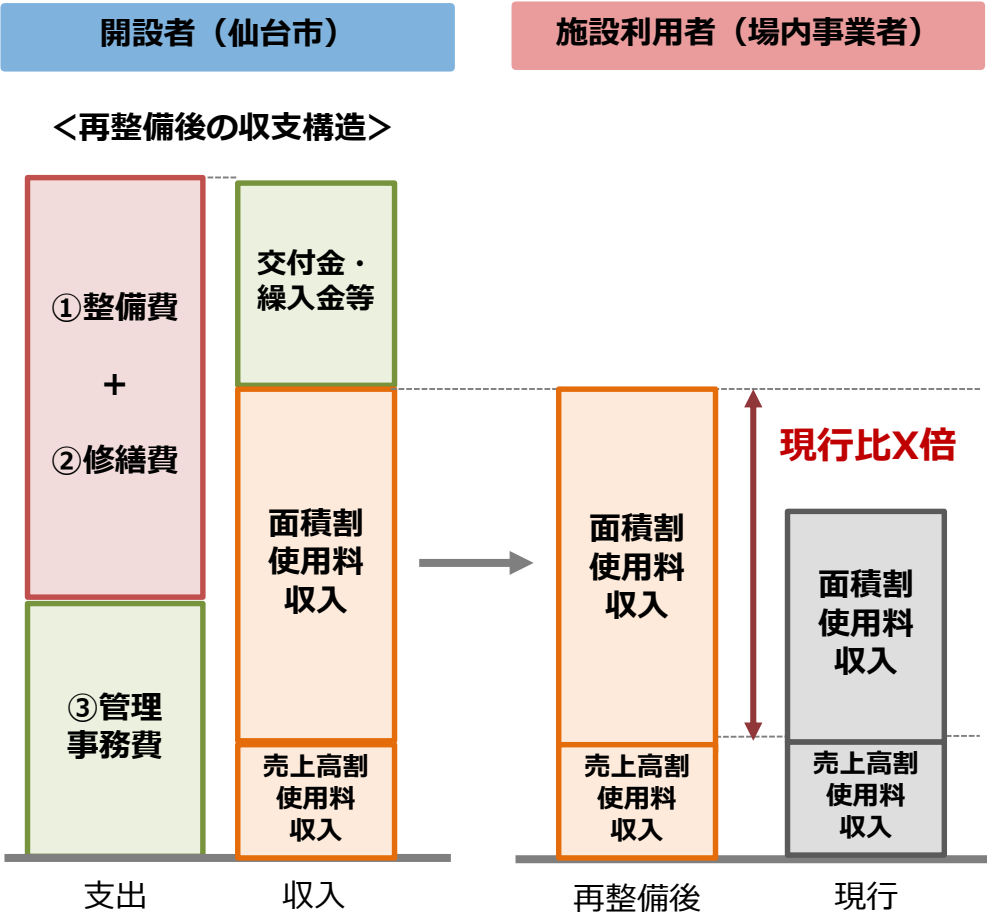 開設者（仙台市）
施設利用者（場内事業者）
＜再整備後の収支構造＞
①整備費
+
②修繕費
③管理
事務費
交付金・
繰入金等
面積割
使用料
収入
売上高割
使用料
収入
面積割
使用料
収入
売上高割
使用料
収入
現行比X倍
面積割
使用料
収入
売上高割
使用料
収入
支出
収入
再整備後
現行